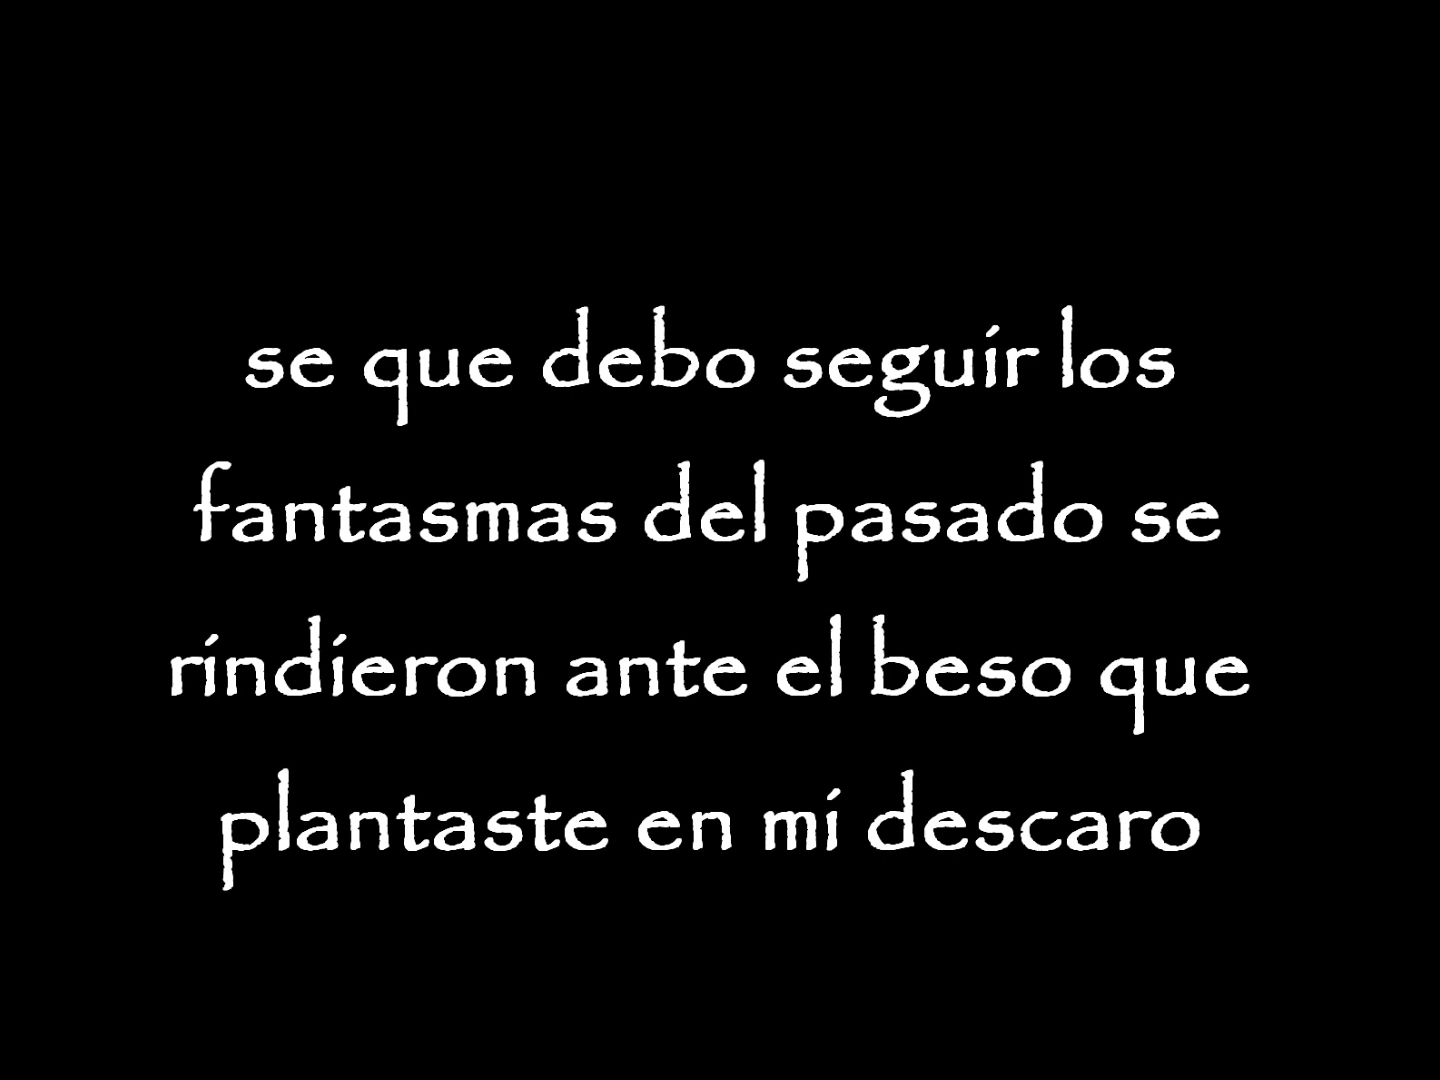 se que debo seguir los
fantasmas del pasado se
rindieron ante el beso que
plantaste en mi descaro